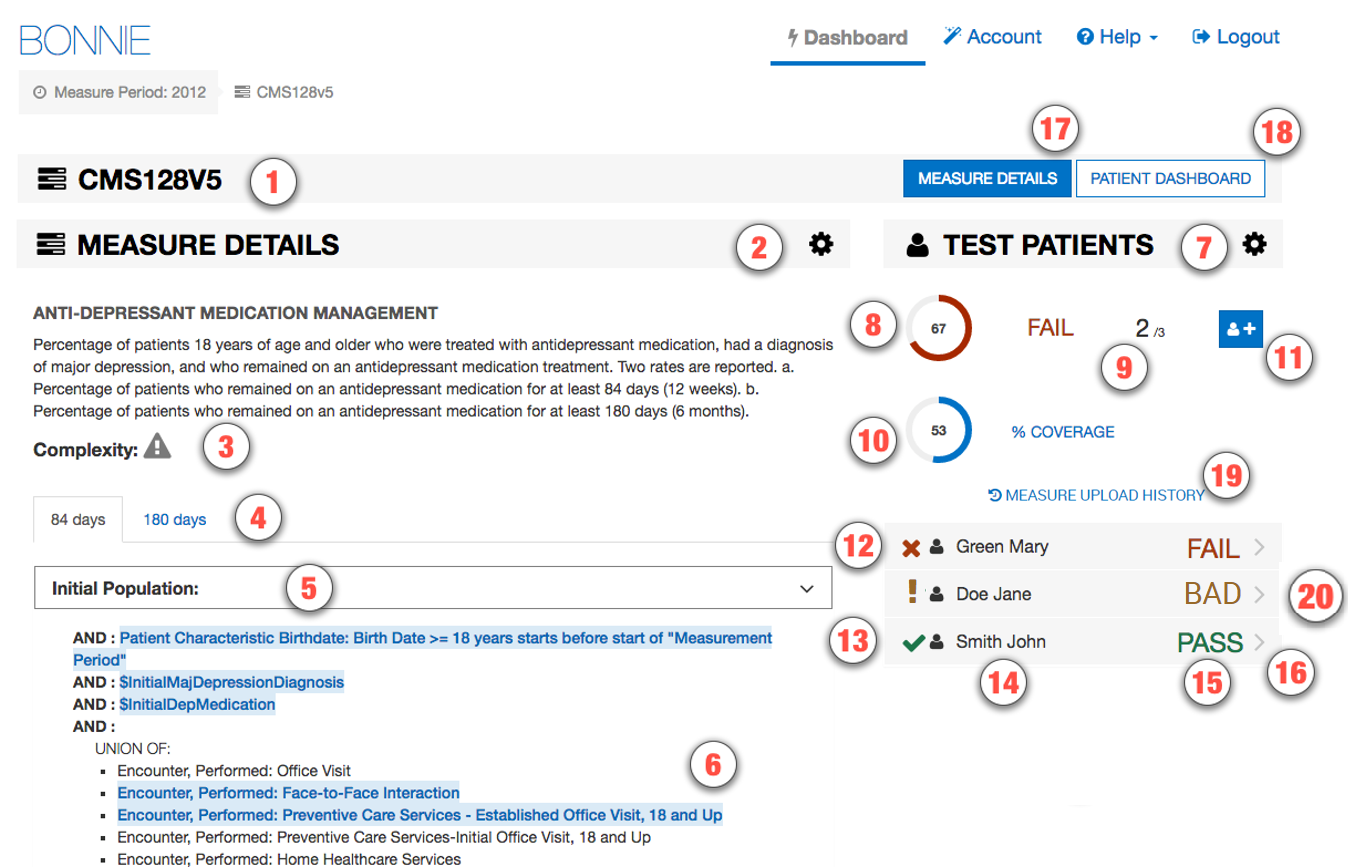 BONNIE
Dashboard Account Help Logout
Measure Period: 2012 CMS128v5
17 18
CMS128V5 1 MEASURE DETAILS PATIENT DASHBOARD
MEASURE DETAILS 2 TEST PATIENTS 7
ANTI-DEPRESSANT MEDICATION MANAGEMENT
Percentage of patients 18 years of age and older who were treated with antidepressant medication, had a diagnosis
of major depression, and who remained on an antidepressant medication treatment. Two rates are reported. a.
Percentage of patients who remained on an antidepressant medication for at least 84 days (12 weeks). b.
Percentage of patients who remained on an antidepressant medication for at least 180 days (6 months).
Complexity: 3
84 days 180 days 4
Initial Population: 5
AND : Patient Characteristic Birthdate: Birth Date >= 18 years starts before start of "Measurement
Period"
AND : $InitialMajDepressionDiagnosis
AND : $InitialDepMedication
AND :
UNION OF:
6
Encounter, Performed: Office Visit
Encounter, Performed: Face-to-Face Interaction
Encounter, Performed: Preventive Care Services - Established Office Visit, 18 and Up
Encounter, Performed: Preventive Care Services-Initial Office Visit, 18 and Up
Encounter, Performed: Home Healthcare Services
8 67 FAIL 2 /3
9 11
10 53 % COVERAGE
19
MEASURE UPLOAD HISTORY
12 Green Mary FAIL
Doe Jane BAD 20
13 Smith John PASS
14 15 16